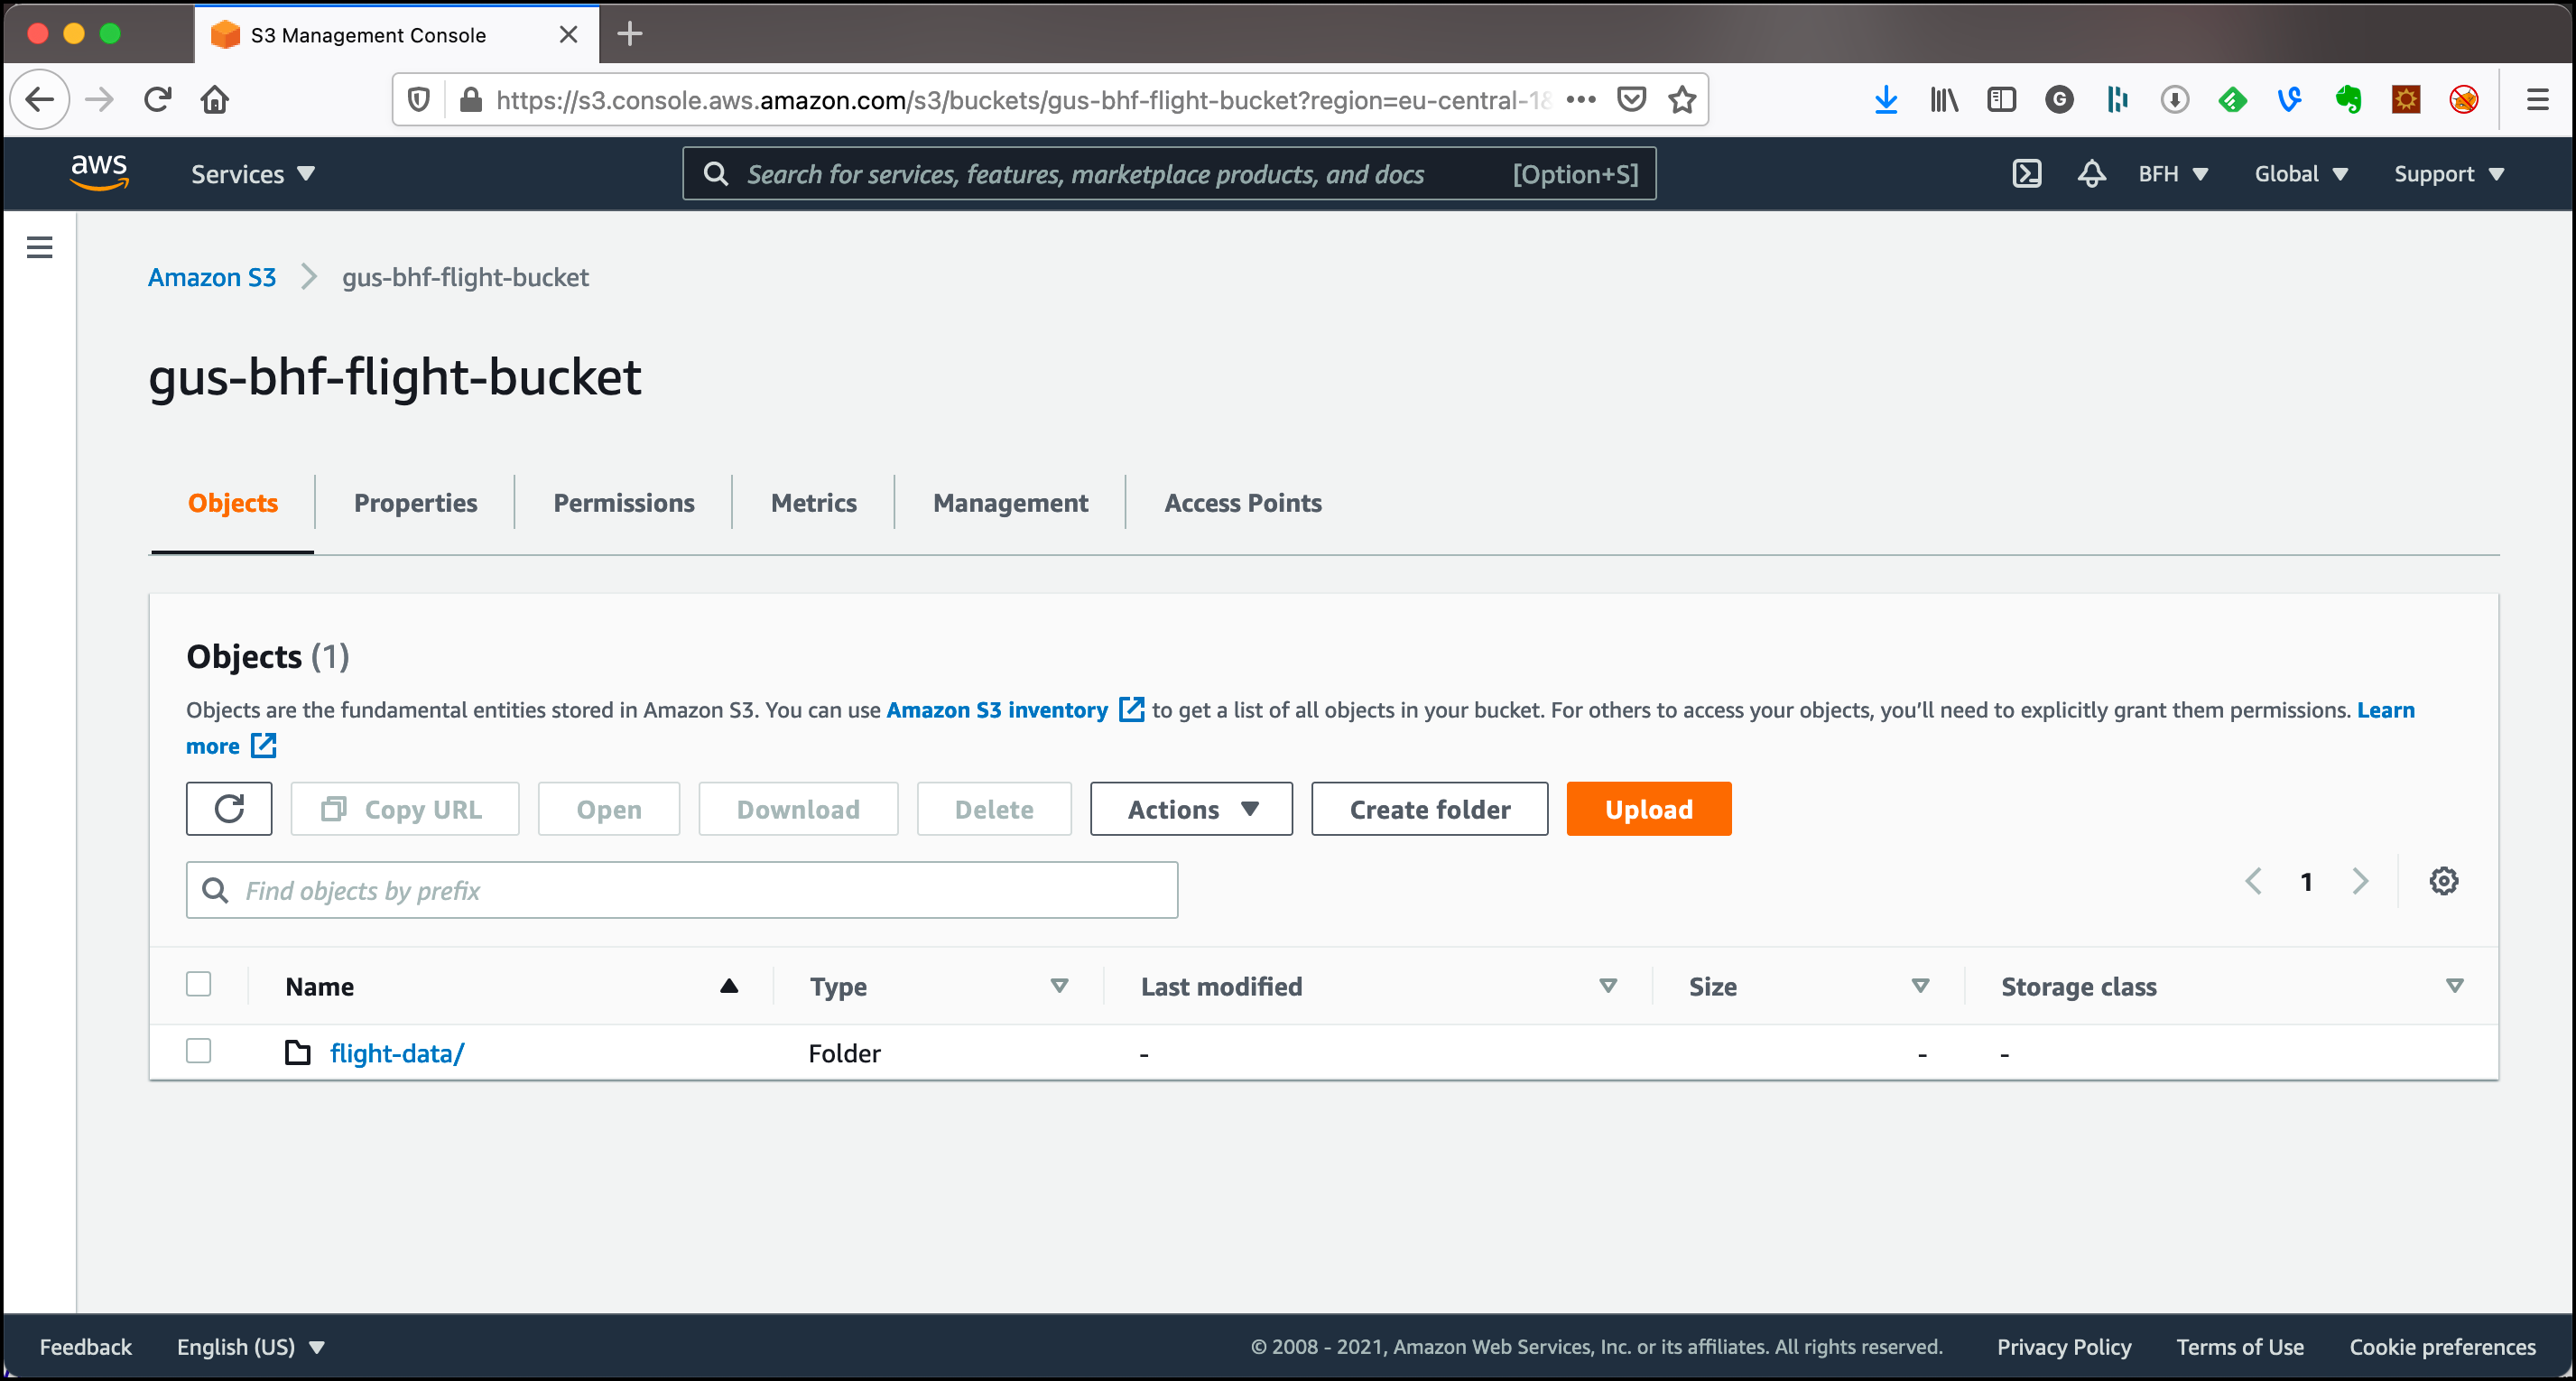 S3 Management Console
https://s3.console.aws.amazon.com/s3/buckets/gus-bhf-flight-bucket?region=eu-central-1&
aws Services Search for services, features, marketplace products, and docs [Option+S] BFH Global Support
Amazon S3 gus-bhf-flight-bucket
gus-bhf-flight-bucket
Objects Properties Permissions Metrics Management Access Points
Objects (1)
Objects are the fundamental entities stored in Amazon S3. You can use Amazon S3 inventory to get a list of all objects in your bucket. For others to access your objects, you'll need to explicitly grant them permissions. Learn
more
Copy URL Open Download Delete Actions Create folder Upload
Find objects by prefix 1
Name Type Last modified Size Storage class
flight-data/ Folder - - -
Feedback English (US) © 2008 - 2021, Amazon Web Services, Inc. or its affiliates. All rights reserved. Privacy Policy Terms of Use Cookie preferences